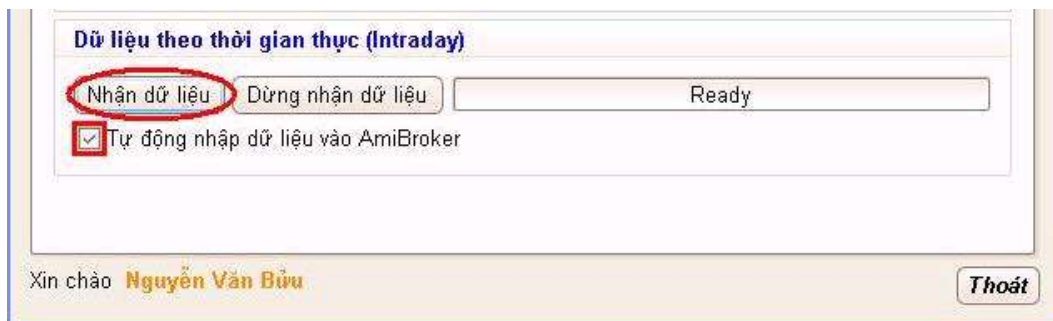 Dữ liệu theo thời gian thực (Intraday)
Nhận dữ liệu Dừng nhận dữ liệu Ready
Tự động nhập dữ liệu vào AmiBroker
Xin chào Nguyễn Văn Bửu Thoát